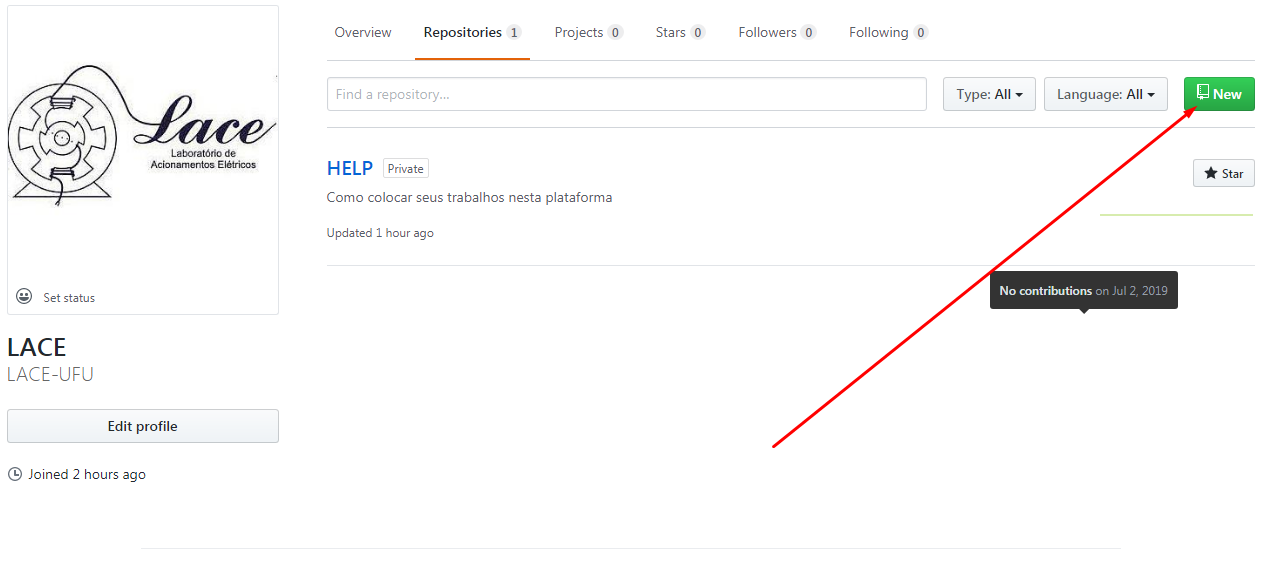 Overview Repositories 1 Projects 0 Stars 0 Followers 0 Following 0
Find a repository...
Type: All
Language: All
New
Lace
Laboratório de
Acionamentos Elétricos
HELP Private
Star
Como colocar seus trabalhos nesta plataforma
Updated 1 hour ago
No contributions on Jul 2, 2019
Set status
LACE
LACE-UFU
Edit profile
Joined 2 hours ago